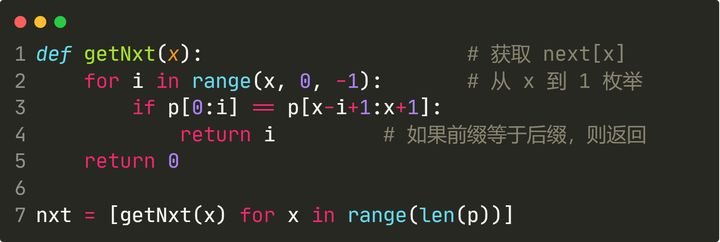 1 def getNxt(x):                      # 获取 next[x]
2     for i in range(x, 0, -1):       # 从 x 到 1 枚举
3         if p[0:i] == p[x-i+1:x+1]:
4             return i         # 如果前缀等于后缀，则返回
5     return 0
6
7 nxt = [getNxt(x) for x in range(len(p))]